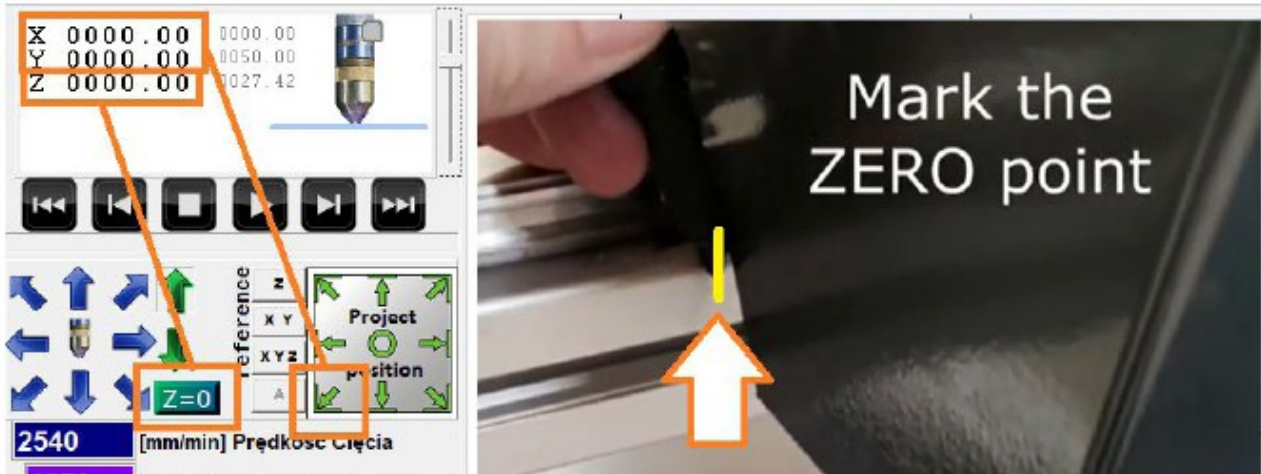 X 0000.00 0000.00
Y 0000.00 0050.00
Z 0000.00 0027.42
reference
Z
X Y
XYZ
A
Project
position
Z=0
2540 [mm/min] Prędkość Cięcia
Mark the
ZERO point